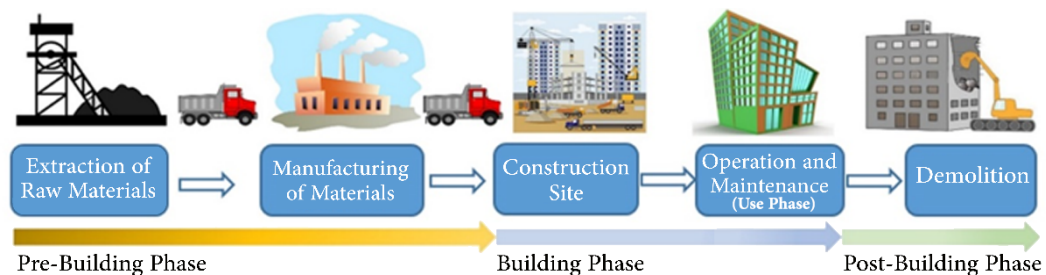 Extraction of
Raw Materials
Manufacturing
of Materials
Construction
Site
Operation and
Maintenance
(Use Phase)
Demolition
Pre-Building Phase
Building Phase
Post-Building Phase